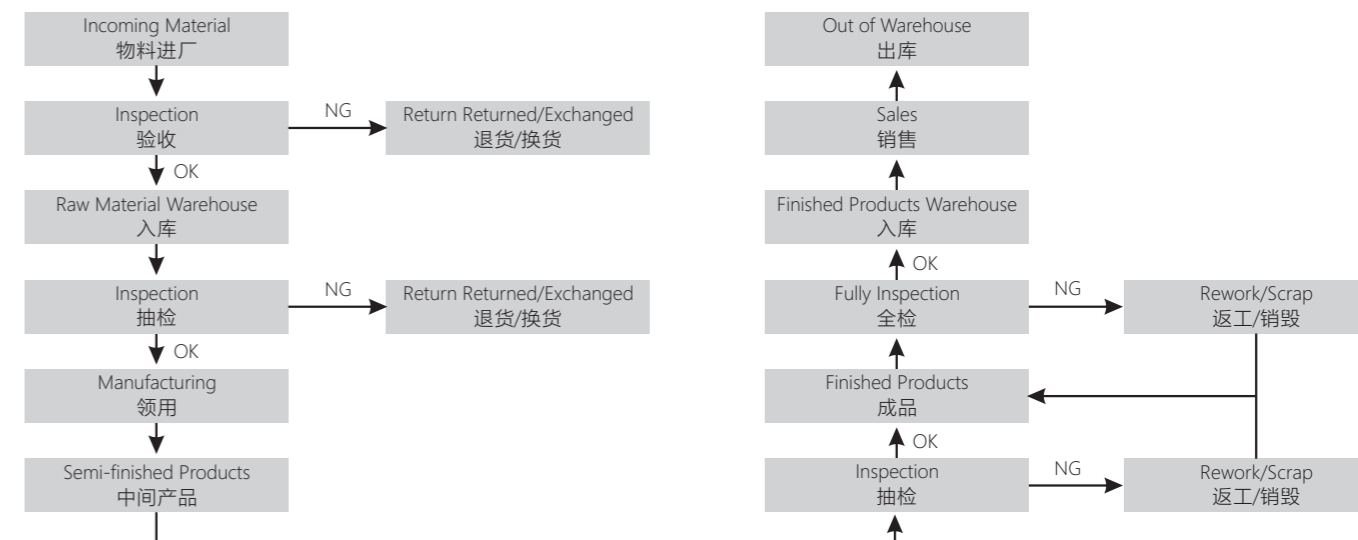 Incoming Material
物料进厂
Inspection
验收
NG
Return Returned/Exchanged
退货/换货
OK
Raw Material Warehouse
入库
Inspection
抽检
NG
Return Returned/Exchanged
退货/换货
OK
Manufacturing
领用
Semi-finished Products
中间产品
Out of Warehouse
出库
Sales
销售
Finished Products Warehouse
入库
OK
Fully Inspection
全检
NG
Rework/Scrap
返工/销毁
Finished Products
成品
OK
Inspection
抽检
NG
Rework/Scrap
返工/销毁